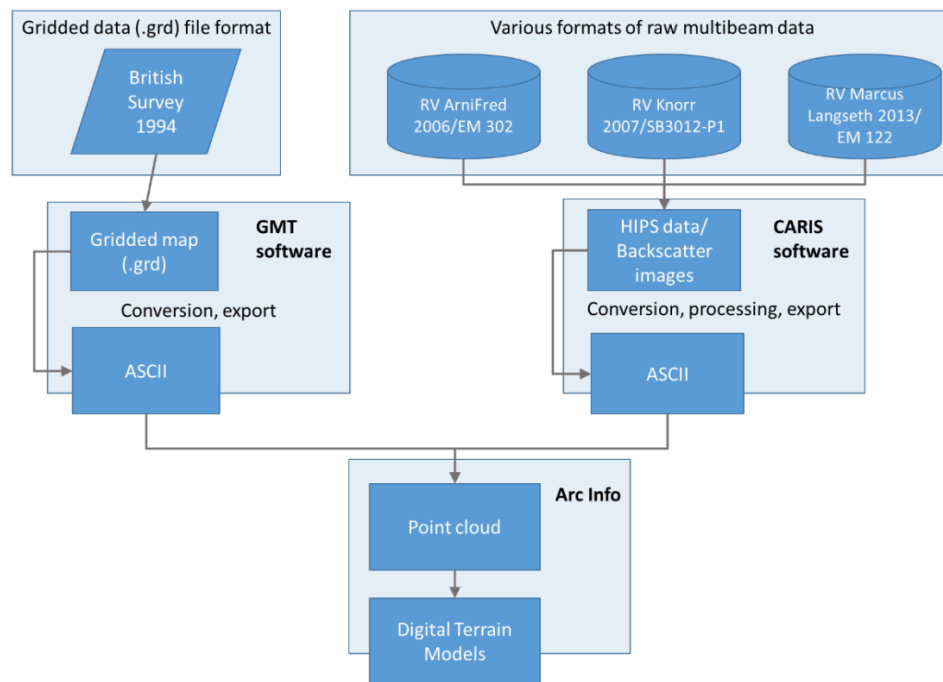 Gridded data (.grd) file format
British
Survey
1994
Various formats of raw multibeam data
RV ArniFred
2006/EM 302
RV Knorr
2007/SB3012-P1
RV Marcus
Langseth 2013/
EM 122
Gridded map
(.grd)
GMT
software
Conversion, export
ASCII
HIPS data/
Backscatter
images
CARIS
software
Conversion, processing, export
ASCII
Arc Info
Point cloud
Digital Terrain
Models